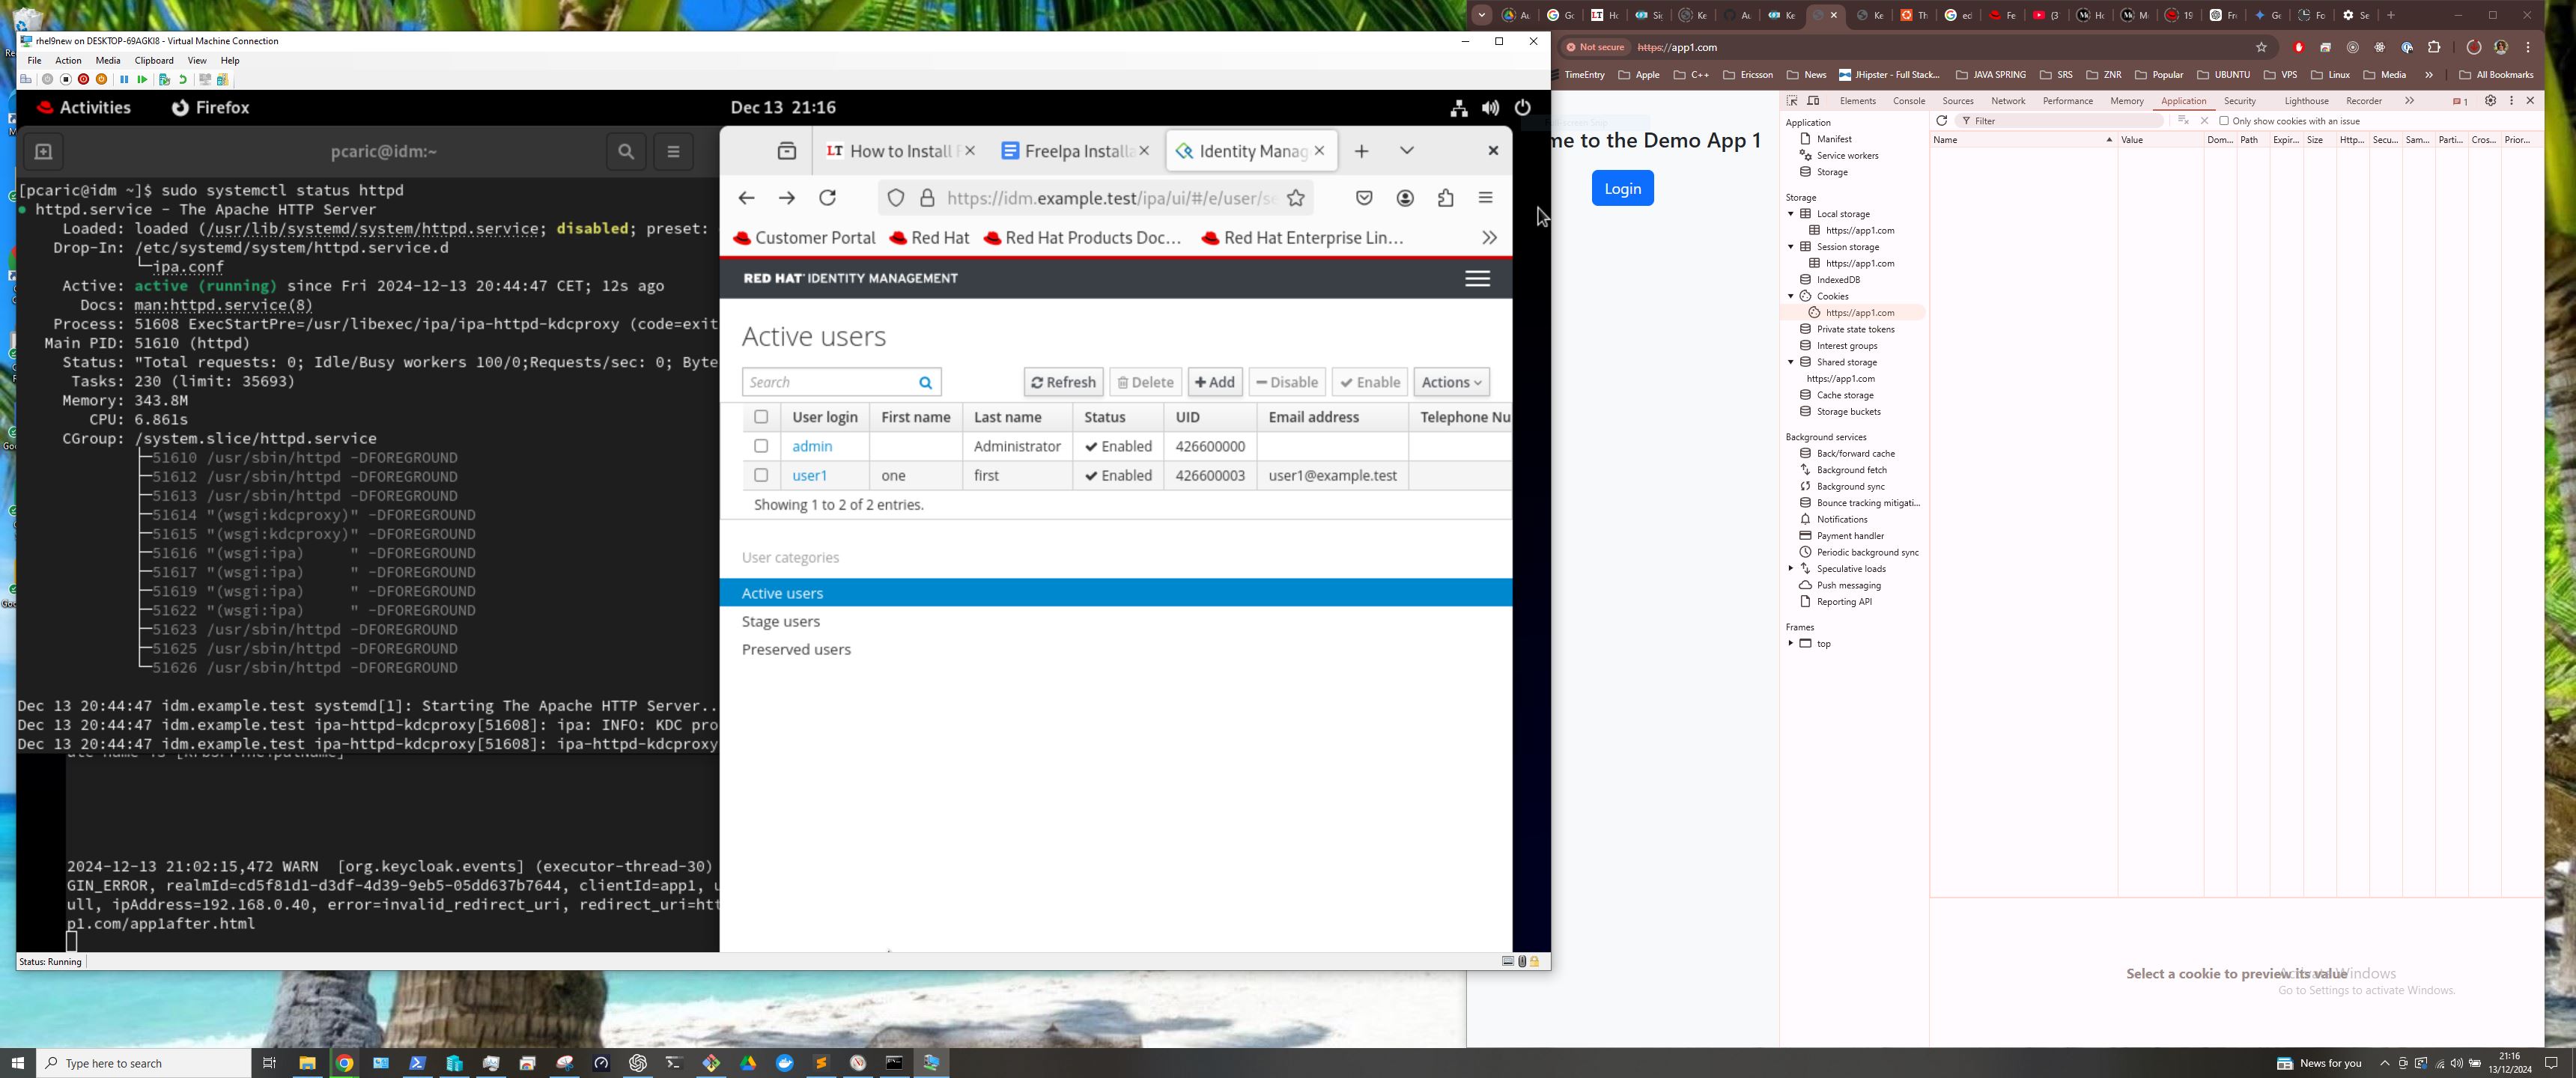 rhel9new on DESKTOP-69AGKI8 - Virtual Machine Connection
File Action Media Clipboard View Help
Activities Firefox Dec 13 21:16
pcaric@idm:~
[pcaric@idm ~]$ sudo systemctl status httpd
● httpd.service - The Apache HTTP Server
Loaded: loaded (/usr/lib/systemd/system/httpd.service; disabled; preset:
Drop-In: /etc/systemd/system/httpd.service.d
└─ipa.conf
Active: active (running) since Fri 2024-12-13 20:44:47 CET; 12s ago
Docs: man:httpd.service(8)
Process: 51608 ExecStartPre=/usr/libexec/ipa/ipa-httpd-kdcproxy (code=exit
Main PID: 51610 (httpd)
Status: "Total requests: 0; Idle/Busy workers 100/0;Requests/sec: 0; Byte
Tasks: 230 (limit: 35693)
Memory: 343.8M
CPU: 6.861s
CGroup: /system.slice/httpd.service
├─51610 /usr/sbin/httpd -DFOREGROUND
├─51612 /usr/sbin/httpd -DFOREGROUND
├─51613 /usr/sbin/httpd -DFOREGROUND
├─51614 "(wsgi:kdcproxy)" -DFOREGROUND
├─51615 "(wsgi:kdcproxy)" -DFOREGROUND
├─51616 "(wsgi:ipa)      " -DFOREGROUND
├─51617 "(wsgi:ipa)      " -DFOREGROUND
├─51619 "(wsgi:ipa)      " -DFOREGROUND
├─51622 "(wsgi:ipa)      " -DFOREGROUND
├─51623 /usr/sbin/httpd -DFOREGROUND
├─51625 /usr/sbin/httpd -DFOREGROUND
└─51626 /usr/sbin/httpd -DFOREGROUND
Dec 13 20:44:47 idm.example.test systemd[1]: Starting The Apache HTTP Server..
Dec 13 20:44:47 idm.example.test ipa-httpd-kdcproxy[51608]: ipa: INFO: KDC pro
Dec 13 20:44:47 idm.example.test ipa-httpd-kdcproxy[51608]: ipa-httpd-kdcproxy
2024-12-13 21:02:15,472 WARN  [org.keycloak.events] (executor-thread-30)
GIN_ERROR, realmId=cd5f81d1-d3df-4d39-9eb5-05dd637b7644, clientId=app1, u
ull, ipAddress=192.168.0.40, error=invalid_redirect_uri, redirect_uri=htt
p1.com/app1after.html
Status: Running
How to Install F FreeIpa Installa Identity Manag
https://idm.example.test/ipa/ui/#/e/user/se
Customer Portal Red Hat Red Hat Products Doc... Red Hat Enterprise Lin...
RED HAT IDENTITY MANAGEMENT
Active users
Search Refresh Delete Add Disable Enable Actions
User login First name Last name Status UID Email address Telephone Nu
admin Administrator Enabled 426600000
user1 one first Enabled 426600003 user1@example.test
Showing 1 to 2 of 2 entries.
User categories
Active users
Stage users
Preserved users
Not secure https://app1.com
TimeEntry Apple C++ Ericsson News JHipster - Full Stack... JAVA SPRING SRS ZNR Popular UBUNTU VPS Linux Media All Bookmarks
me to the Demo App 1
Login
Elements Console Sources Network Performance Memory Application Security Lighthouse Recorder 1
Filter Only show cookies with an issue
Name Value Dom... Path Expir... Size Http... Secu... Sam... Parti... Cros... Prior...
Application
Manifest
Service workers
Storage
Storage
Local storage
https://app1.com
Session storage
https://app1.com
IndexedDB
Cookies
https://app1.com
Private state tokens
Interest groups
Shared storage
https://app1.com
Cache storage
Storage buckets
Background services
Back/forward cache
Background fetch
Background sync
Bounce tracking mitigati...
Notifications
Payment handler
Periodic background sync
Speculative loads
Push messaging
Reporting API
Frames
top
Select a cookie to preview its value
Activate Windows
Go to Settings to activate Windows.
Type here to search
News for you
21:16
13/12/2024